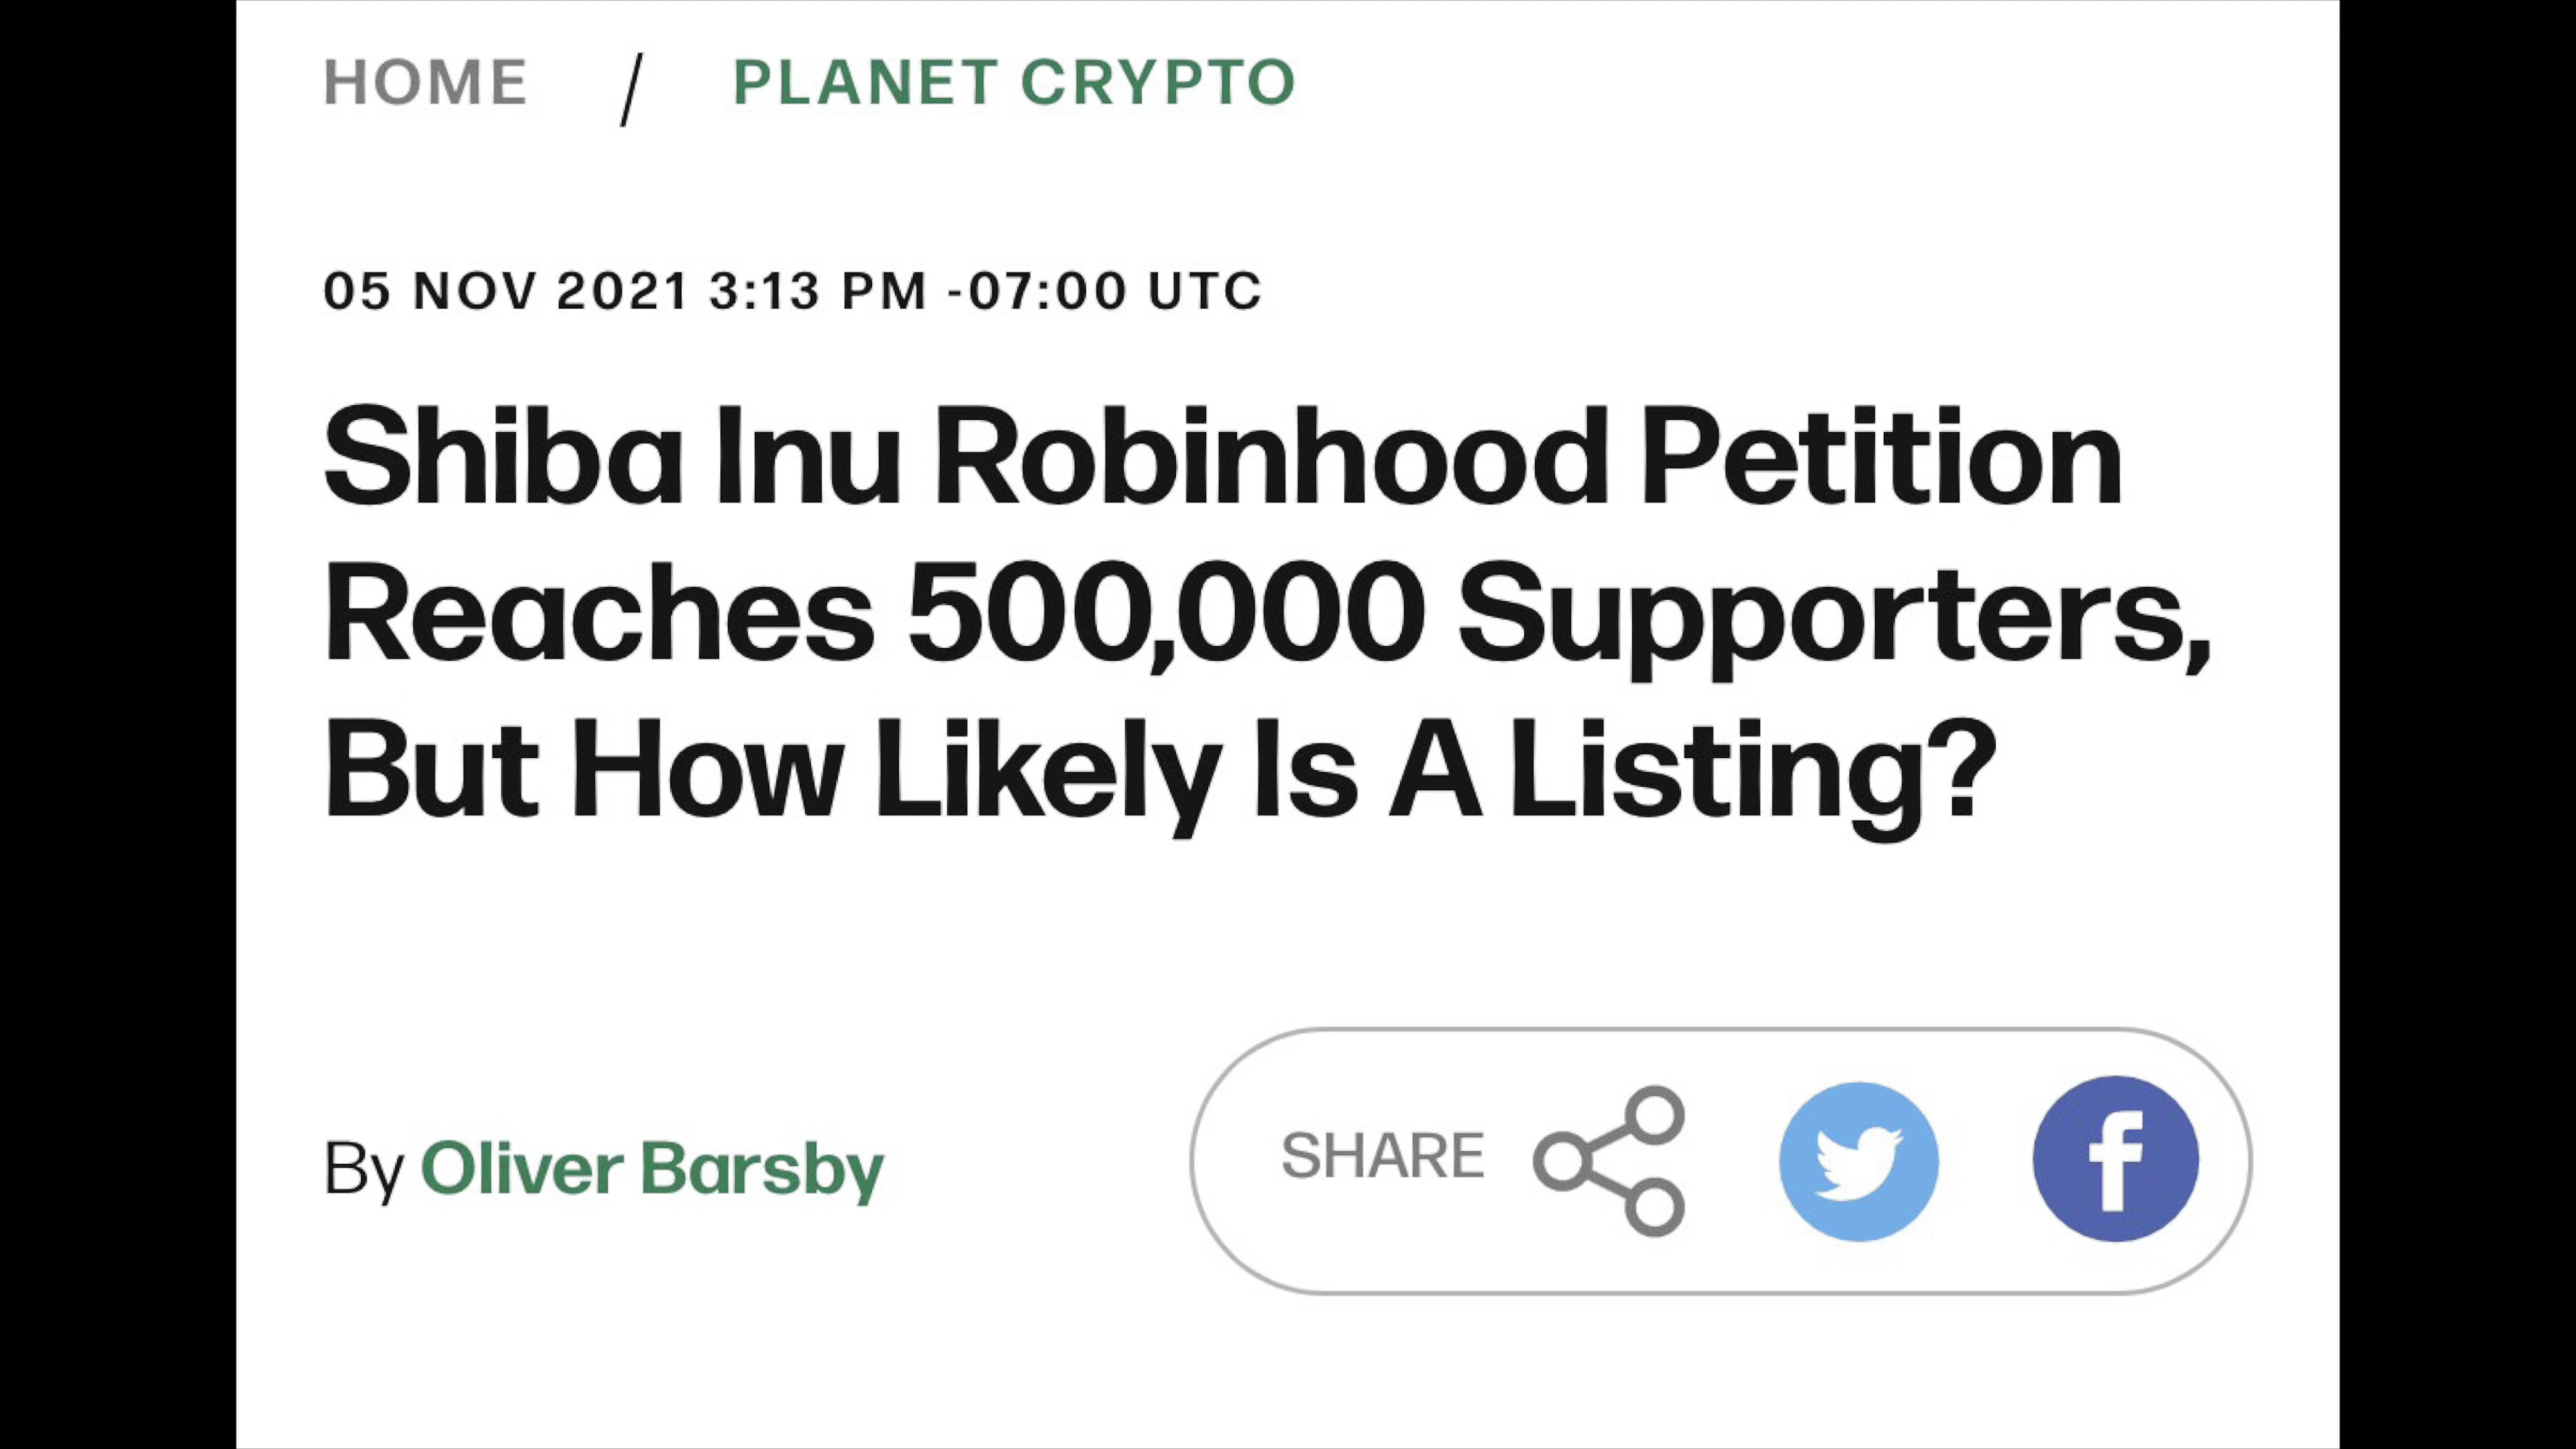 HOME / PLANET CRYPTO
05 NOV 2021 3:13 PM -07:00 UTC
Shiba Inu Robinhood Petition
Reaches 500,000 Supporters,
But How Likely Is A Listing?
By Oliver Barsby
SHARE